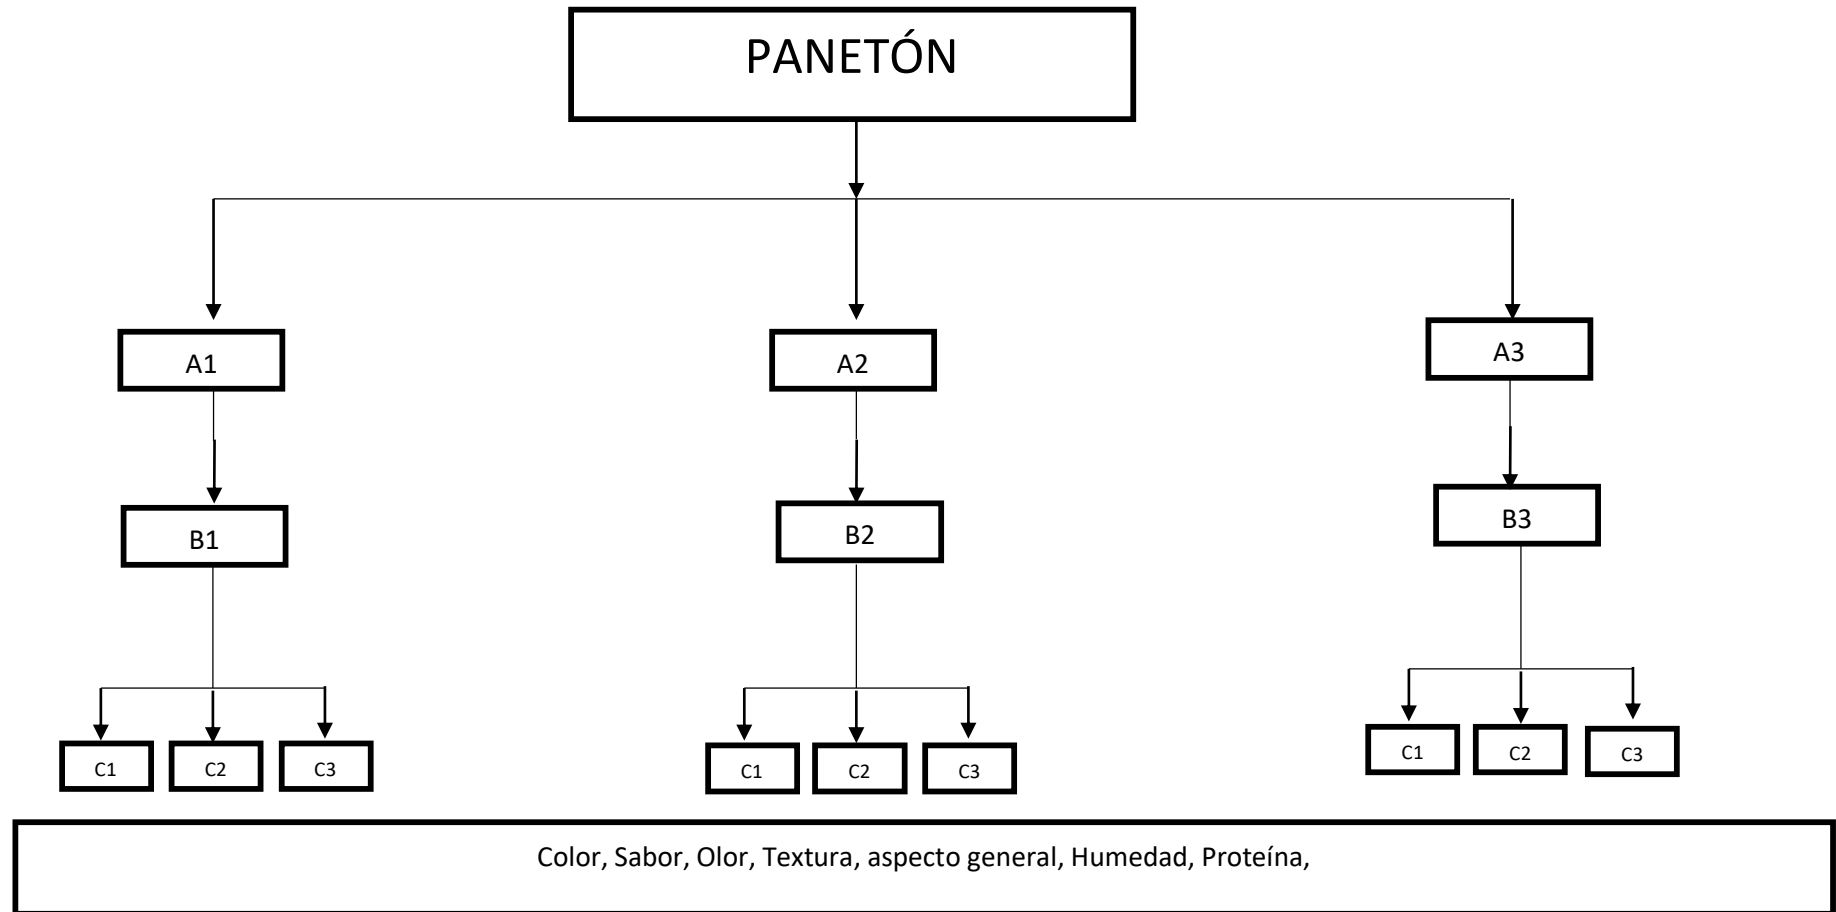 PANETÓN
A1
A2
A3
B1
B2
B3
C1
C2
C3
C1
C2
C3
C1
C2
C3
Color, Sabor, Olor, Textura, aspecto general, Humedad, Proteína,